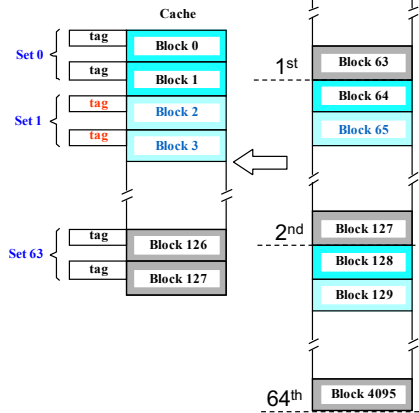 Cache
tag
Block 0
Set 0
tag
Block 1
tag
Block 2
Set 1
tag
Block 3
tag
Block 126
Set 63
tag
Block 127
1st
Block 63
Block 64
Block 65
2nd
Block 127
Block 128
Block 129
64th
Block 4095